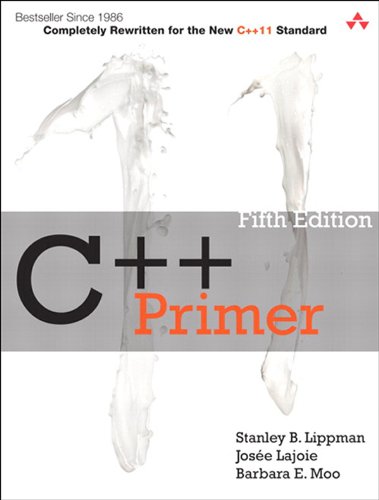 Bestseller Since 1986
Completely Rewritten for the New C++11 Standard
Fifth Edition
C++
Primer
Stanley B. Lippman
Josée Lajoie
Barbara E. Moo